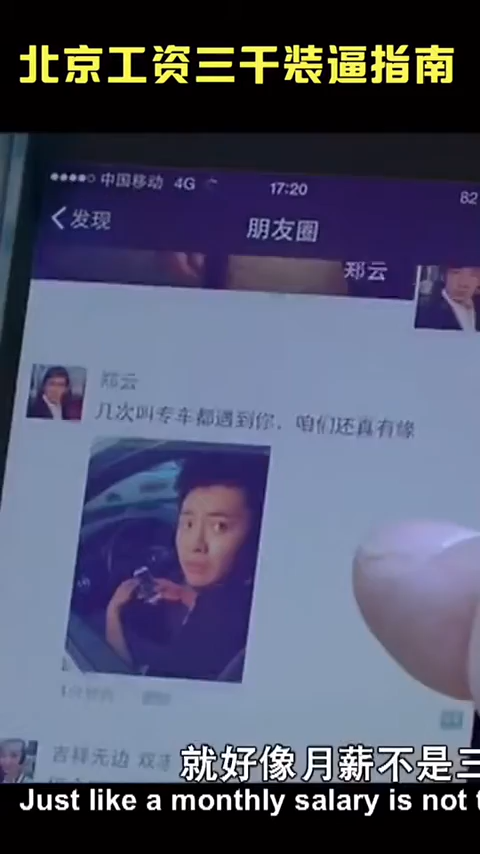 北京工资三千装逼指南
中国移动 4G 17:20 82
发现 朋友圈
郑云
郑云
几次叫专车都遇到你，咱们还真有缘
吉祥无边 双
就好像月薪不是三
Just like a monthly salary is not